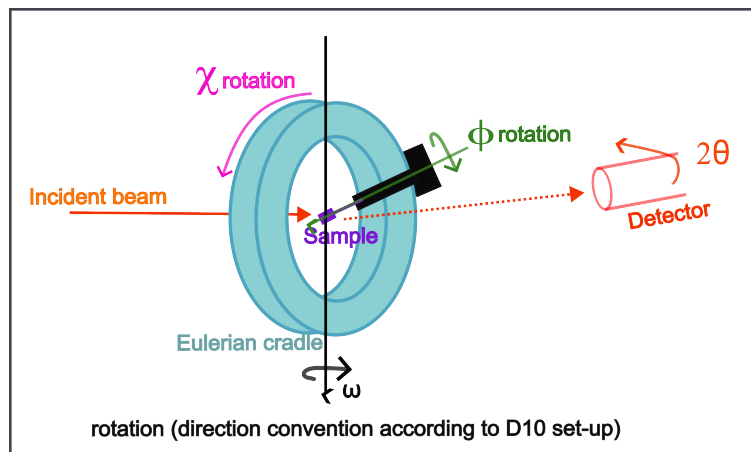 χ rotation
ϕ rotation
2θ
Incident beam
Detector
Sample
Eulerian cradle
ω
rotation (direction convention according to D10 set-up)